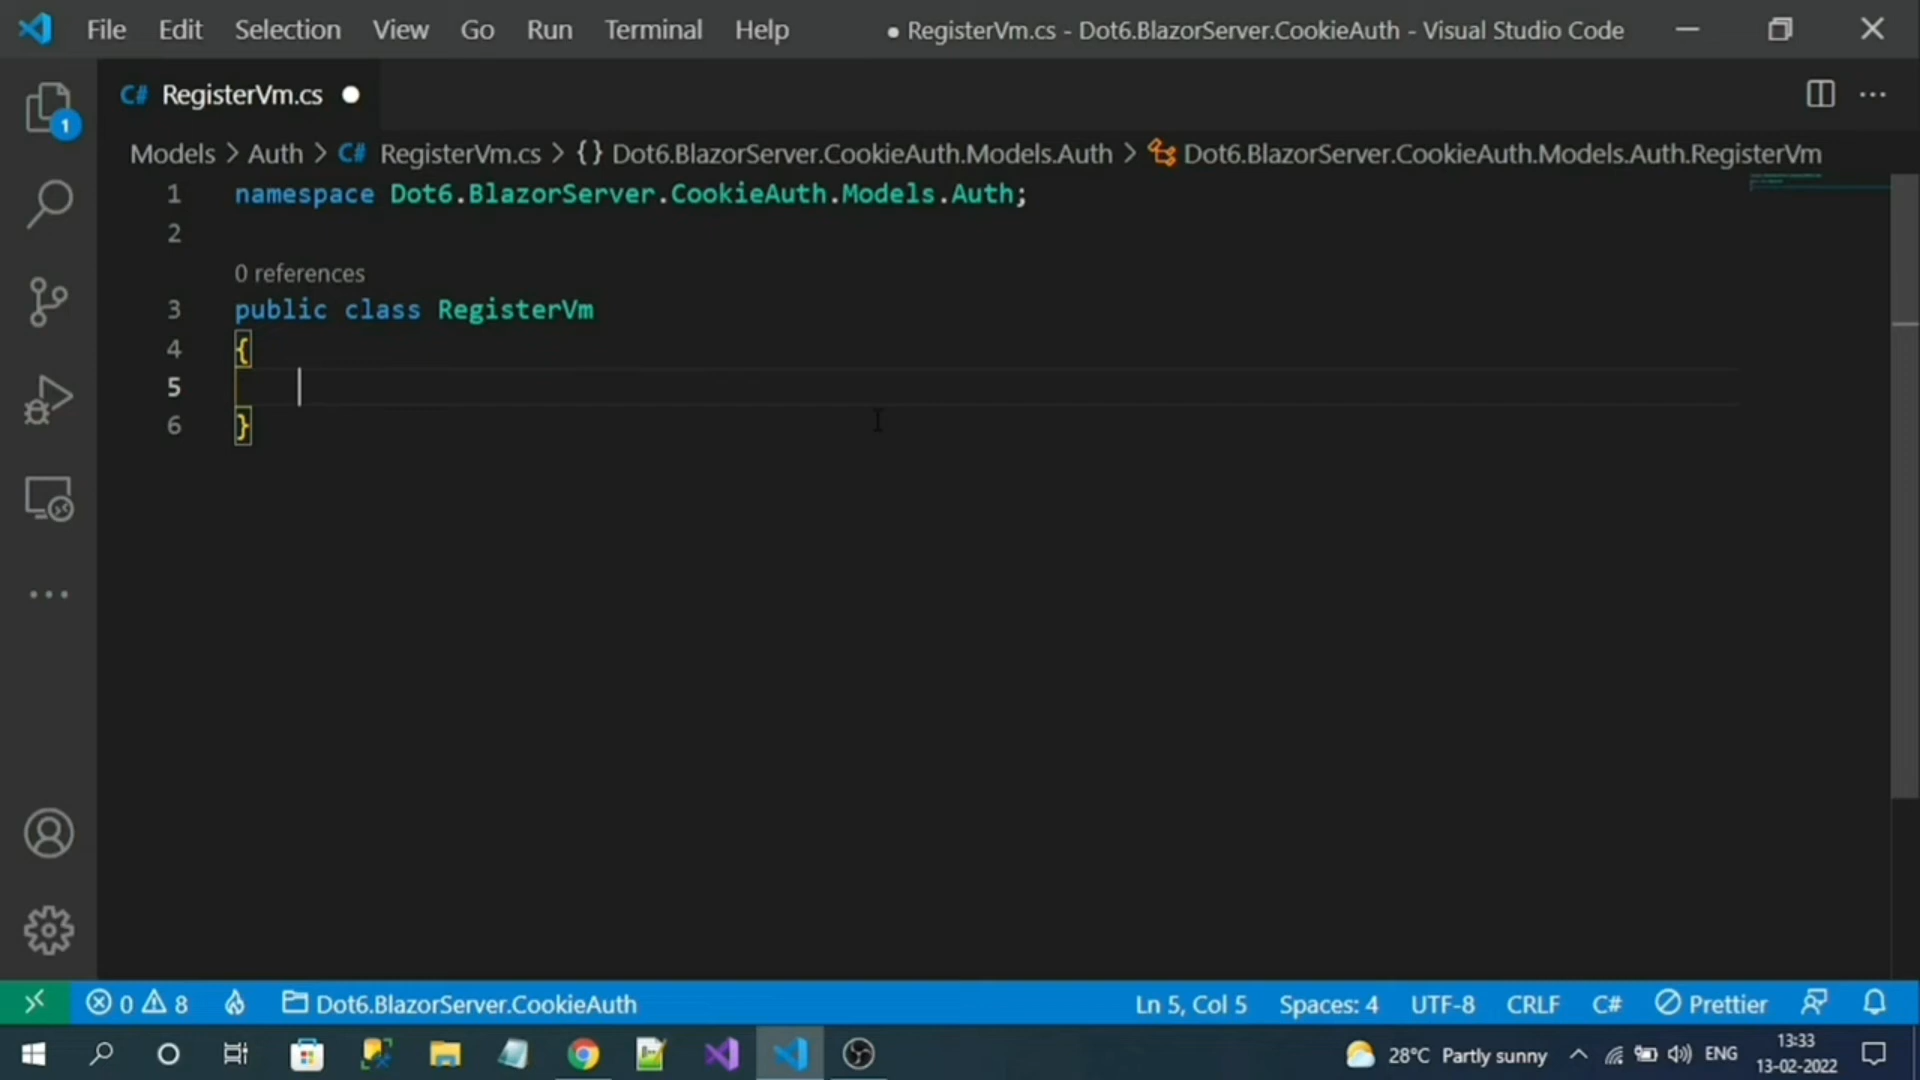 File Edit Selection View Go Run Terminal Help ● RegisterVm.cs - Dot6.BlazorServer.CookieAuth - Visual Studio Code
C# RegisterVm.cs ●
Models > Auth > C# RegisterVm.cs > {} Dot6.BlazorServer.CookieAuth.Models.Auth > Dot6.BlazorServer.CookieAuth.Models.Auth.RegisterVm
1 namespace Dot6.BlazorServer.CookieAuth.Models.Auth;
2
0 references
3 public class RegisterVm
4 {
5
6 }
1
0 8 Dot6.BlazorServer.CookieAuth Ln 5, Col 5 Spaces: 4 UTF-8 CRLF C# Prettier
28°C Partly sunny ENG 13:33
13-02-2022